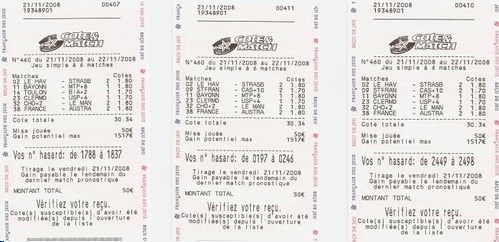 21/11/2008 00407
19348901
COTE&MATCH
N°460 du 21/11/2008 au 22/11/2008
Jeu simple à 6 matches
Matches Cotes
02 LE HAV - STRASB 2 1.80
11 BAYONN - MTP+8 1 1.80
14 TOULON - BIA+2 1 1.70
23 CLERMO - USP+4 1 1.70
32 CHO+2 - LE MAN 2 1.80
38 FRANCE - AUSTRA 2 1.80
Cote totale 30.34
Mise jouée 50€
Gain potentiel max 1517€
Vos n° hasard: de 1788 à 1837
Tirage le vendredi 21/11/2008
Gain payable le lendemain du
dernier match pronostiqué
MONTANT TOTAL 50€
Vérifiez votre reçu.
Cote(s) susceptible(s) d'avoir été
modifiée(s) depuis l'ouverture
de la liste
21/11/2008 00411
19348901
COTE&MATCH
N°460 du 21/11/2008 au 22/11/2008
Jeu simple à 6 matches
Matches Cotes
02 LE HAV - STRASB 2 1.80
09 STFRAN - CAS+10 2 1.70
11 BAYONN - MTP+8 1 1.80
23 CLERMO - USP+4 1 1.70
32 CHO+2 - LE MAN 2 1.80
38 FRANCE - AUSTRA 2 1.80
Cote totale 30.34
Mise jouée 50€
Gain potentiel max 1517€
Vos n° hasard: de 0197 à 0246
Tirage le vendredi 21/11/2008
Gain payable le lendemain du
dernier match pronostiqué
MONTANT TOTAL 50€
Vérifiez votre reçu.
Cote(s) susceptible(s) d'avoir été
modifiée(s) depuis l'ouverture
de la liste
21/11/2008 00410
19348901
COTE&MATCH
N°460 du 21/11/2008 au 22/11/2008
Jeu simple à 6 matches
Matches Cotes
02 LE HAV - STRASB 2 1.80
09 STFRAN - CAS+10 2 1.70
11 BAYONN - MTP+8 1 1.80
23 CLERMO - USP+4 1 1.70
32 CHO+2 - LE MAN 2 1.80
38 FRANCE - AUSTRA 2 1.80
Cote totale 30.34
Mise jouée 50€
Gain potentiel max 1517€
Vos n° hasard: de 2449 à 2498
Tirage le vendredi 21/11/2008
Gain payable le lendemain du
dernier match pronostiqué
MONTANT TOTAL 50€
Vérifiez votre reçu.
Cote(s) susceptible(s) d'avoir été
modifiée(s) depuis l'ouverture
de la liste